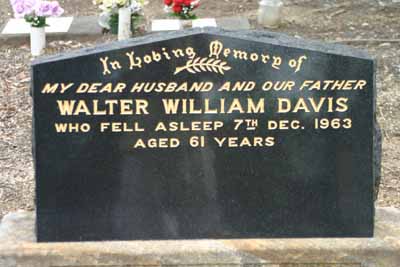 In Loving Memory of
MY DEAR HUSBAND AND OUR FATHER
WALTER WILLIAM DAVIS
WHO FELL ASLEEP 7TH DEC. 1963
AGED 61 YEARS